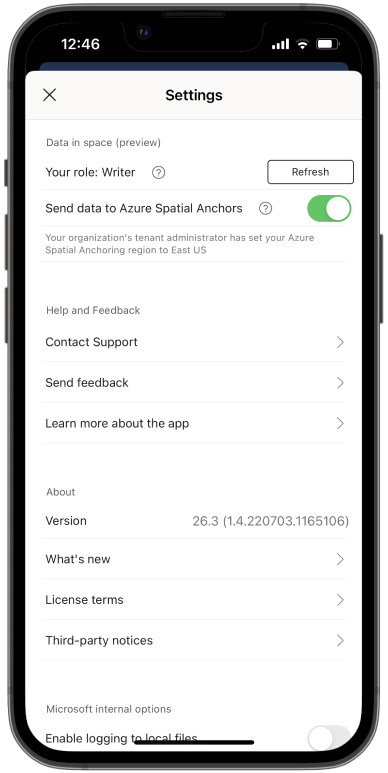 12:46
Settings
Data in space (preview)
Your role: Writer
Refresh
Send data to Azure Spatial Anchors
Your organization's tenant administrator has set your Azure
Spatial Anchoring region to East US
Help and Feedback
Contact Support
Send feedback
Learn more about the app
About
Version 26.3 (1.4.220703.1165106)
What's new
License terms
Third-party notices
Microsoft internal options
Enable logging to local files